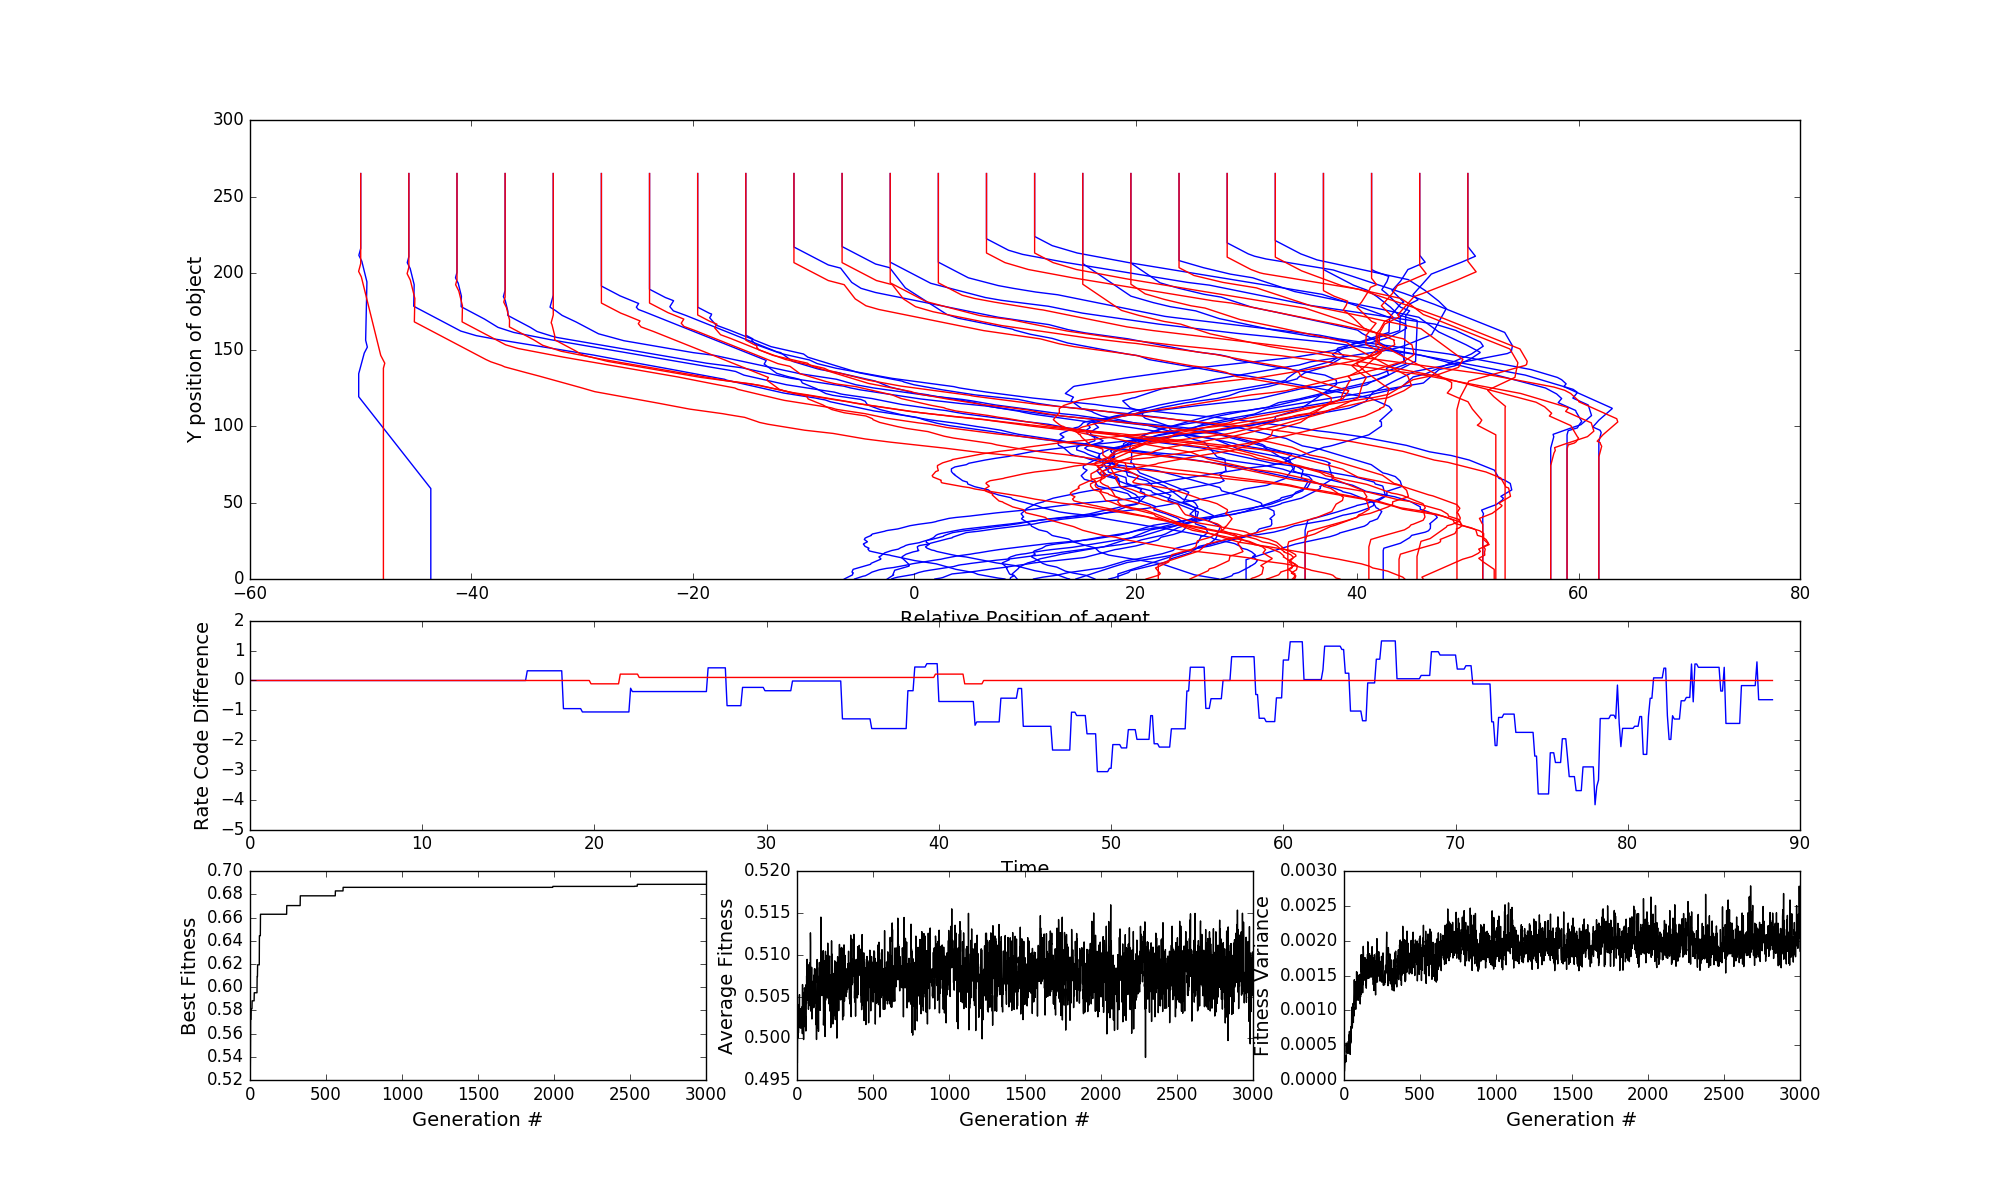 300
250
200
150
100
50
0
Y position of object
−60 −40 −20 0 20 40 60 80
Relative Position of agent
2
1
0
−1
−2
−3
−4
−5
Rate Code Difference
0 10 20 30 40 50 60 70 80 90
Time
0.70
0.68
0.66
0.64
0.62
0.60
0.58
0.56
0.54
0.52
Best Fitness
0 500 1000 1500 2000 2500 3000
Generation #
0.520
0.515
0.510
0.505
0.500
0.495
Average Fitness
0 500 1000 1500 2000 2500 3000
Generation #
0.0030
0.0025
0.0020
0.0015
0.0010
0.0005
0.0000
Fitness Variance
0 500 1000 1500 2000 2500 3000
Generation #